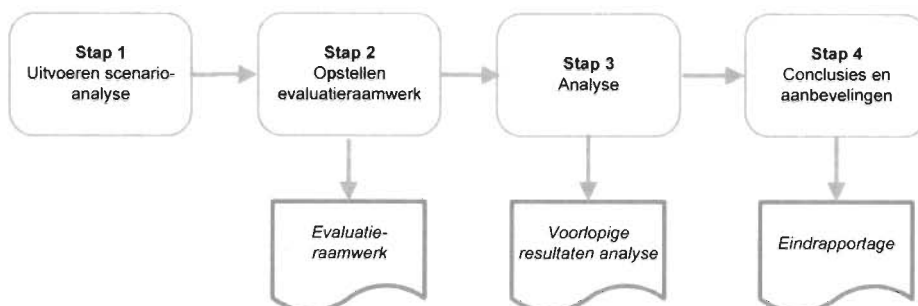 Stap 1
Uitvoeren scenario-
analyse
Stap 2
Opstellen
evaluatieraamwerk
Stap 3
Analyse
Stap 4
Conclusies en
aanbevelingen
Evaluatie-
raamwerk
Voorlopige
resultaten analyse
Eindrapportage